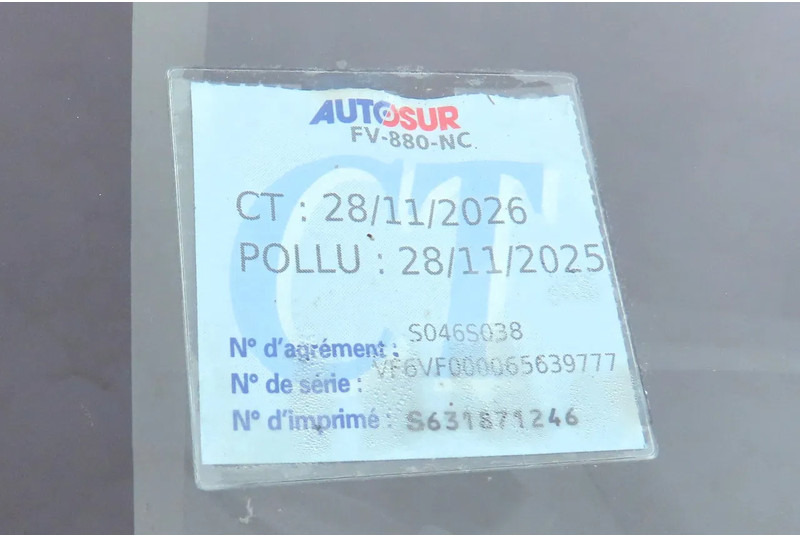 AUTOSUR
FV-880-NC
CT
CT : 28/11/2026
POLLU : 28/11/2025
N° d'agrément : S046S038
N° de série : VF6VF000065639777
N° d'imprimé : S631871246